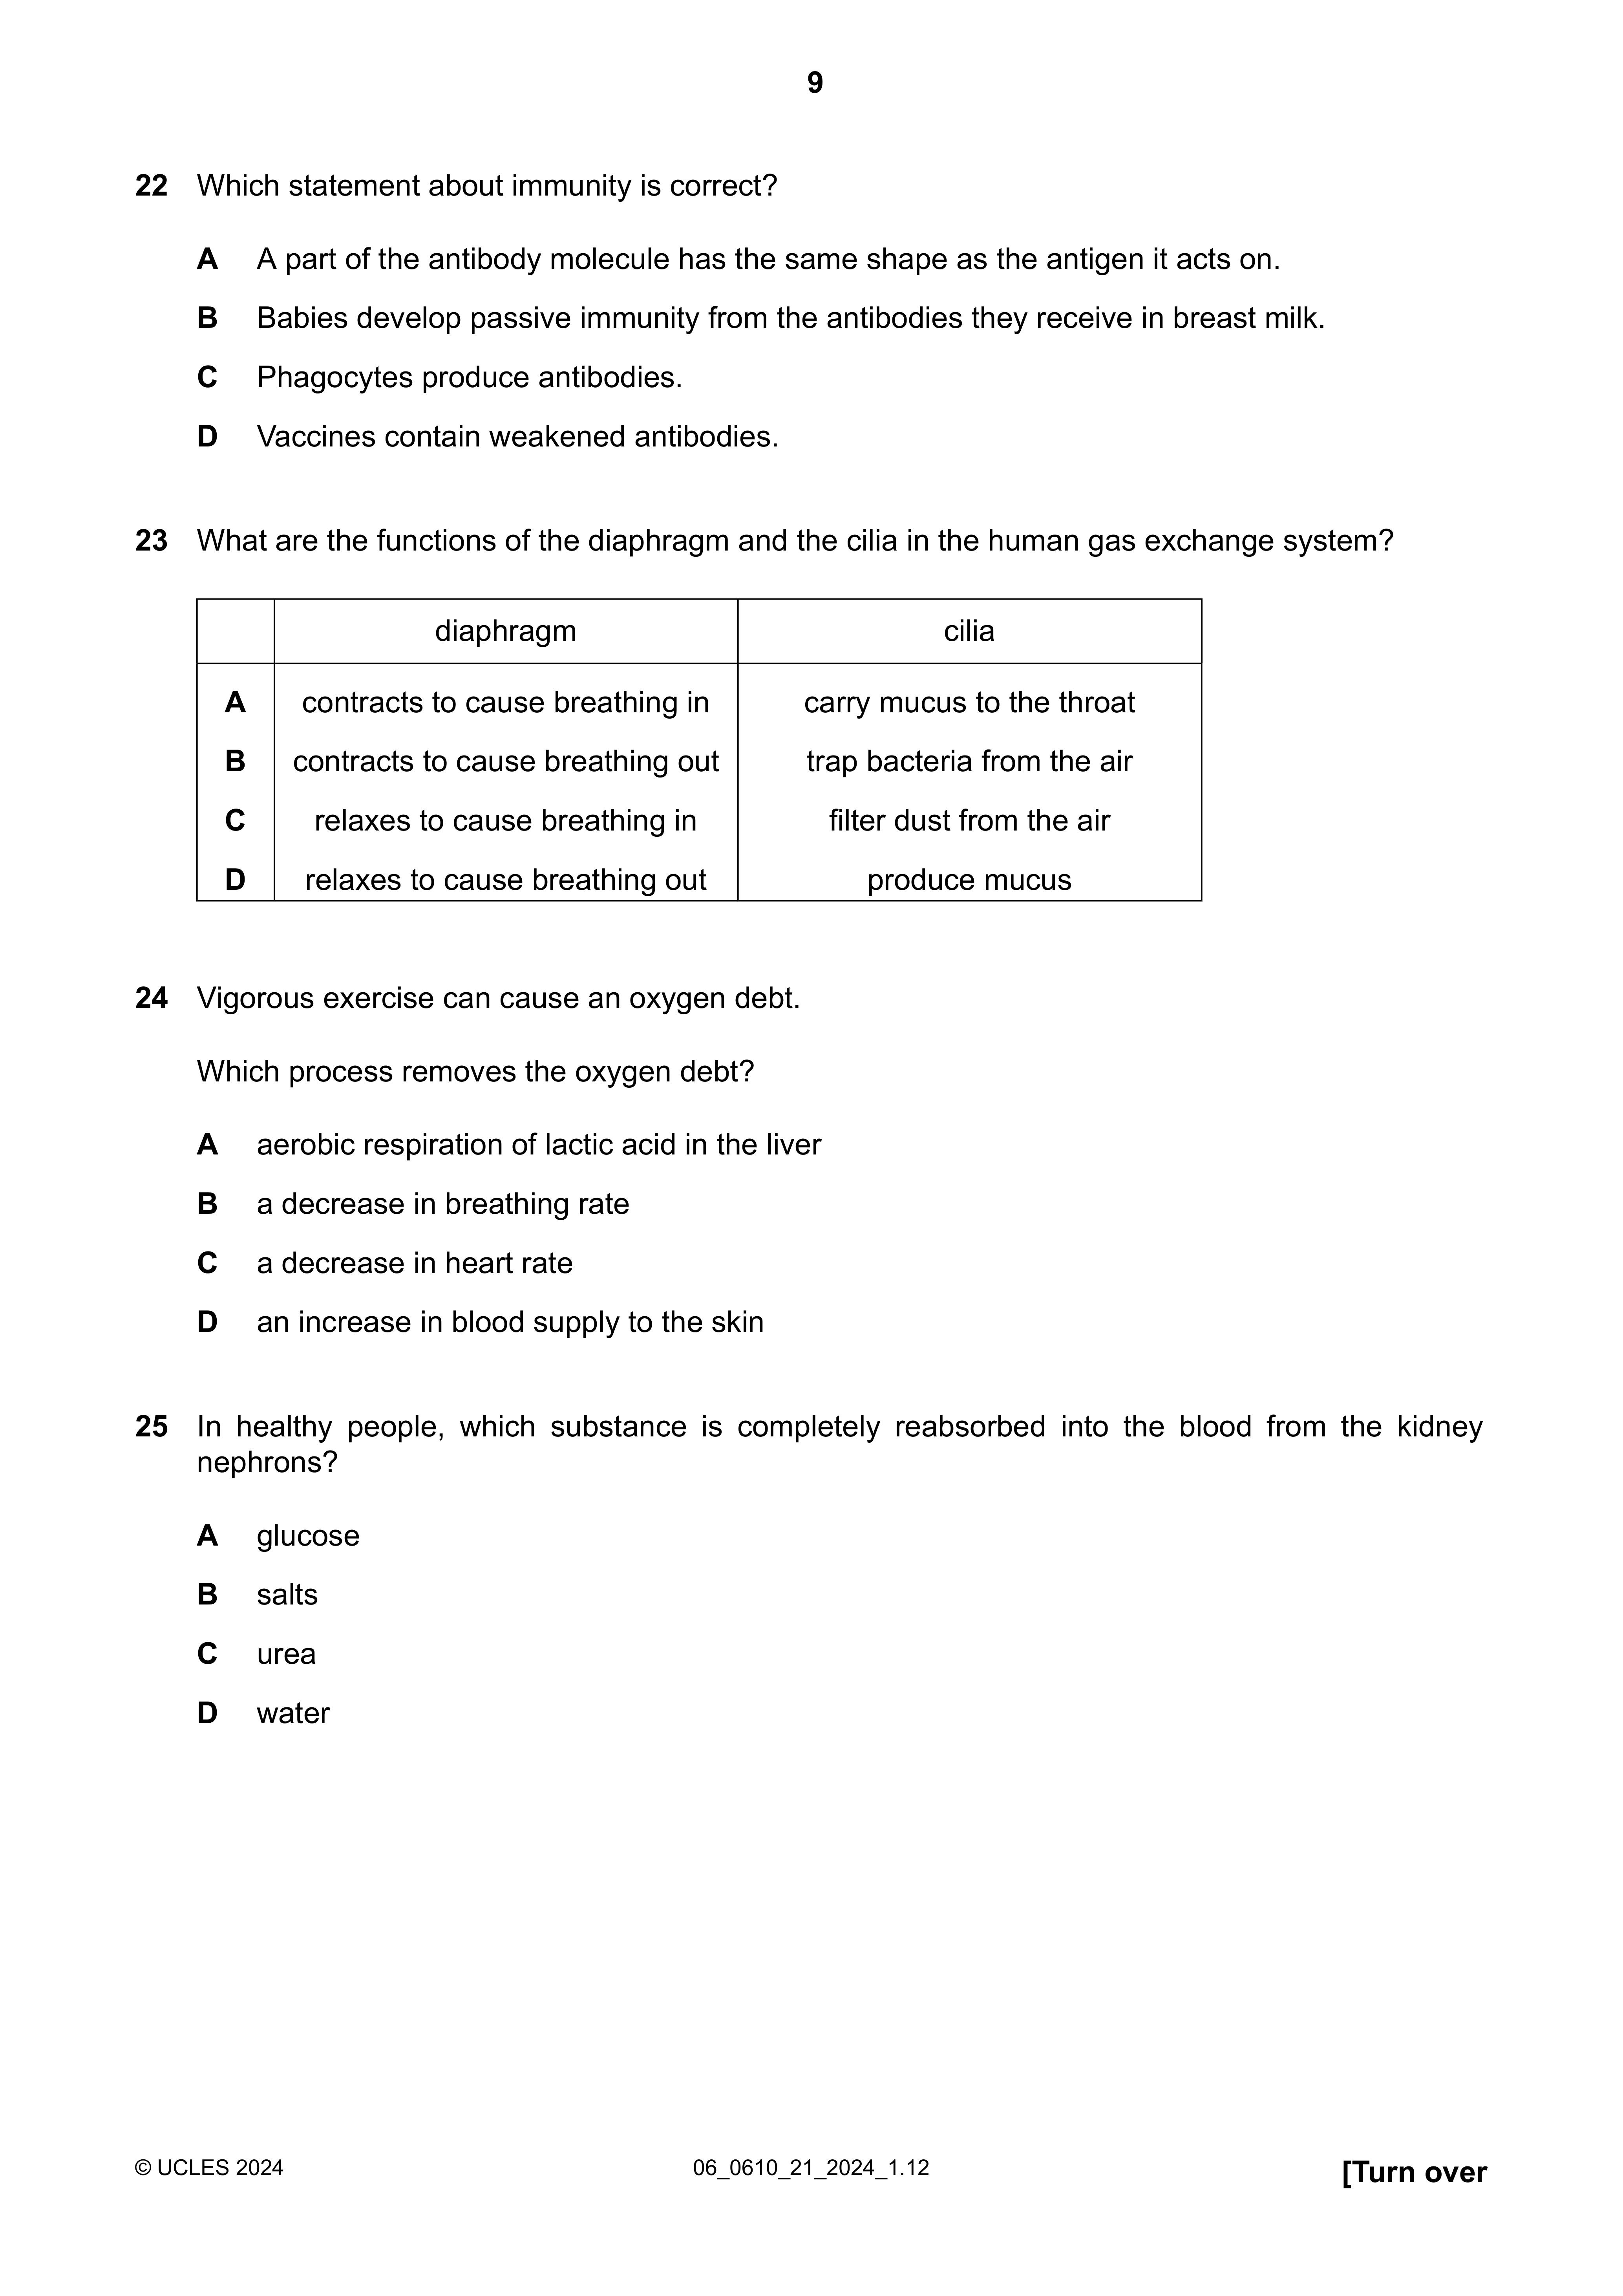 9
22 Which statement about immunity is correct?
A A part of the antibody molecule has the same shape as the antigen it acts on.
B Babies develop passive immunity from the antibodies they receive in breast milk.
C Phagocytes produce antibodies.
D Vaccines contain weakened antibodies.
23 What are the functions of the diaphragm and the cilia in the human gas exchange system?
diaphragm cilia
A contracts to cause breathing in carry mucus to the throat
B contracts to cause breathing out trap bacteria from the air
C relaxes to cause breathing in filter dust from the air
D relaxes to cause breathing out produce mucus
24 Vigorous exercise can cause an oxygen debt.
Which process removes the oxygen debt?
A aerobic respiration of lactic acid in the liver
B a decrease in breathing rate
C a decrease in heart rate
D an increase in blood supply to the skin
25 In healthy people, which substance is completely reabsorbed into the blood from the kidney
nephrons?
A glucose
B salts
C urea
D water
© UCLES 2024 06_0610_21_2024_1.12 [Turn over